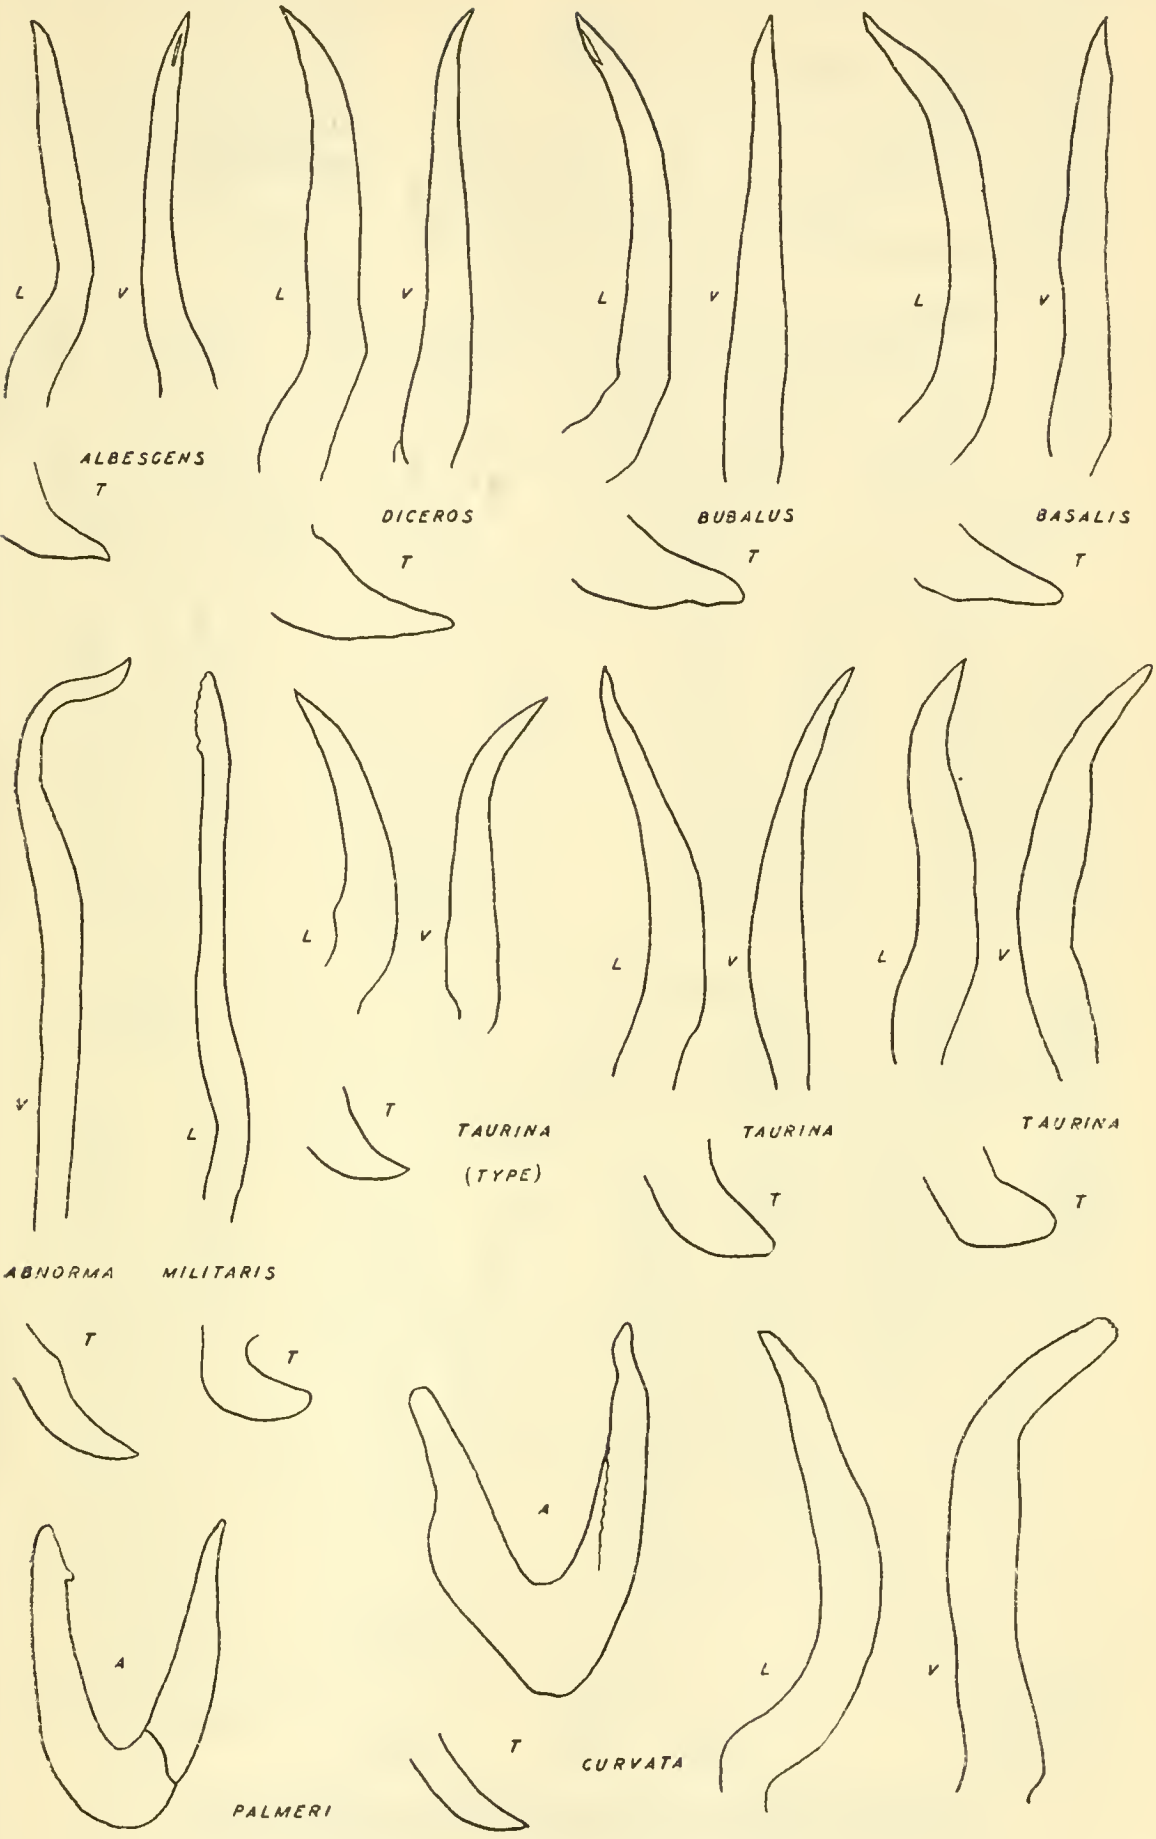 L V
ALBESCENS
T
L V
DICEROS
T
L V
BUBALUS
T
L V
BASALIS
T
V
ABNORMA
T
L
MILITARIS
T
L V
TAURINA
(TYPE)
T
L V
TAURINA
T
L V
TAURINA
T
A
PALMERI
A
T
CURVATA
L V